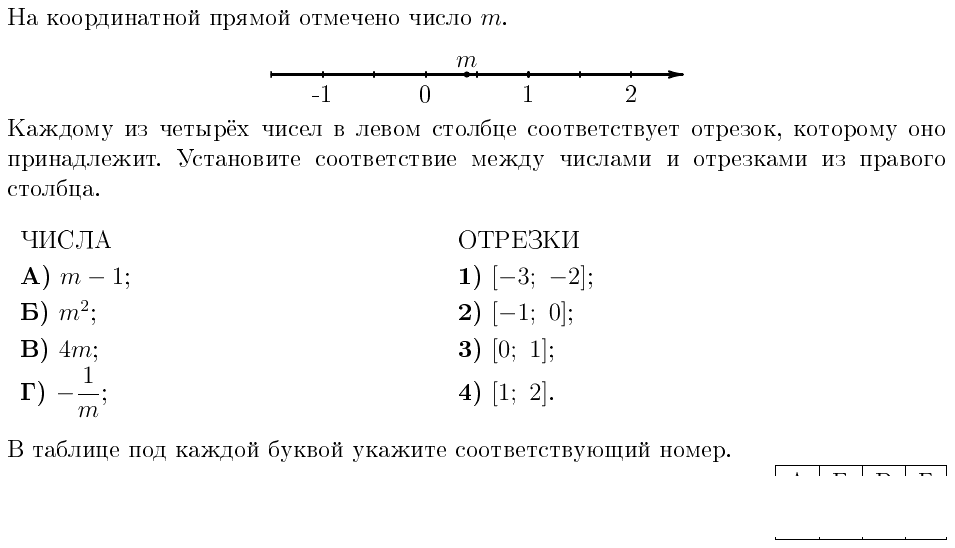 На координатной прямой отмечено число m.
m
-1 0 1 2
Каждому из четырёх чисел в левом столбце соответствует отрезок, которому оно
принадлежит. Установите соответствие между числами и отрезками из правого
столбца.
ЧИСЛА ОТРЕЗКИ
А) m − 1; 1) [−3; −2];
Б) m²; 2) [−1; 0];
В) 4m; 3) [0; 1];
Г) −1/m; 4) [1; 2].
В таблице под каждой буквой укажите соответствующий номер.